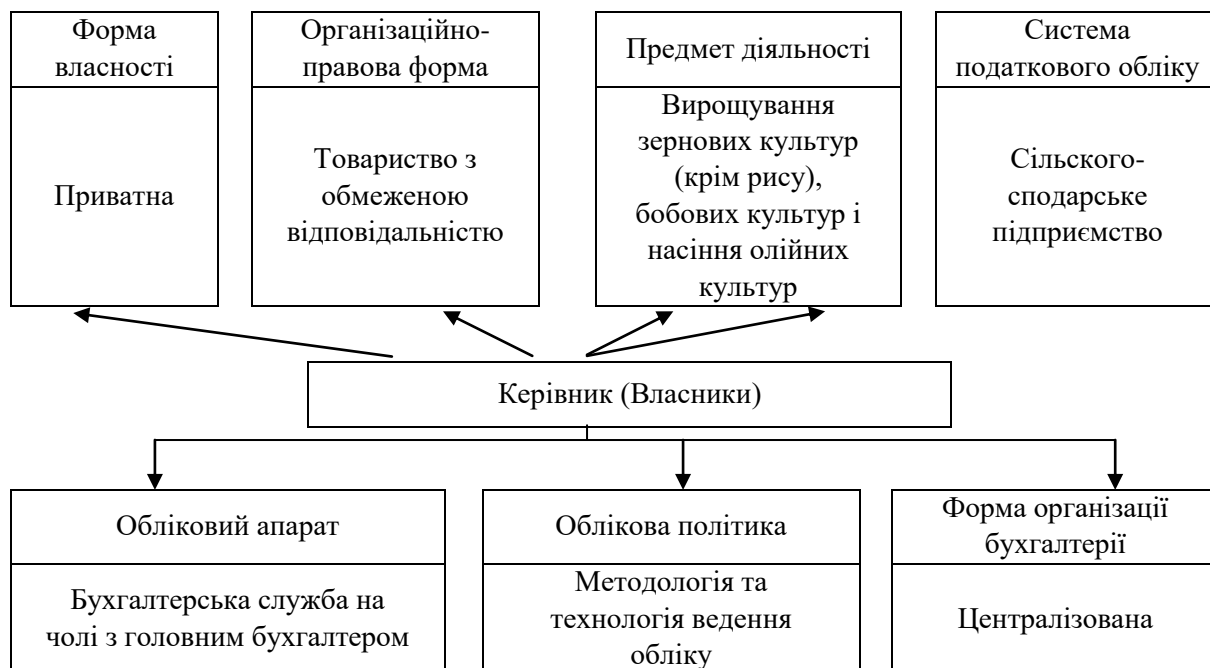 Форма
власності
Приватна
Організаційно-
правова форма
Товариство з
обмеженою
відповідальністю
Предмет діяльності
Вирощування
зернових культур
(крім рису),
бобових культур і
насіння олійних
культур
Система
податкового обліку
Сільского-
сподарське
підприємство
Керівник (Власники)
Обліковий апарат
Бухгалтерська служба на
чолі з головним бухгалтером
Облікова політика
Методологія та
технологія ведення
обліку
Форма організації
бухгалтерії
Централізована